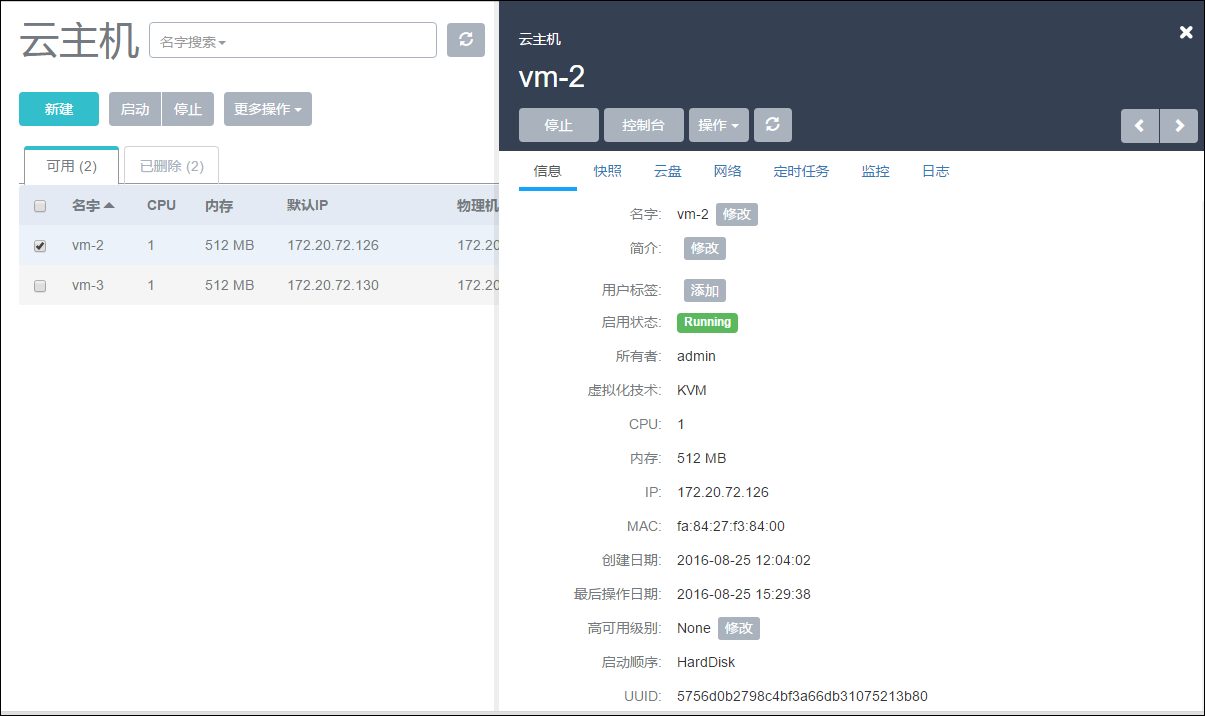 云主机
名字搜索
新建 启动 停止 更多操作
可用 (2) 已删除 (2)
名字 CPU 内存 默认IP 物理机
vm-2 1 512 MB 172.20.72.126 172.20
vm-3 1 512 MB 172.20.72.130 172.20
云主机
vm-2
停止 控制台 操作
信息 快照 云盘 网络 定时任务 监控 日志
名字: vm-2 修改
简介: 修改
用户标签: 添加
启用状态: Running
所有者: admin
虚拟化技术: KVM
CPU: 1
内存: 512 MB
IP: 172.20.72.126
MAC: fa:84:27:f3:84:00
创建日期: 2016-08-25 12:04:02
最后操作日期: 2016-08-25 15:29:38
高可用级别: None 修改
启动顺序: HardDisk
UUID: 5756d0b2798c4bf3a66db31075213b80